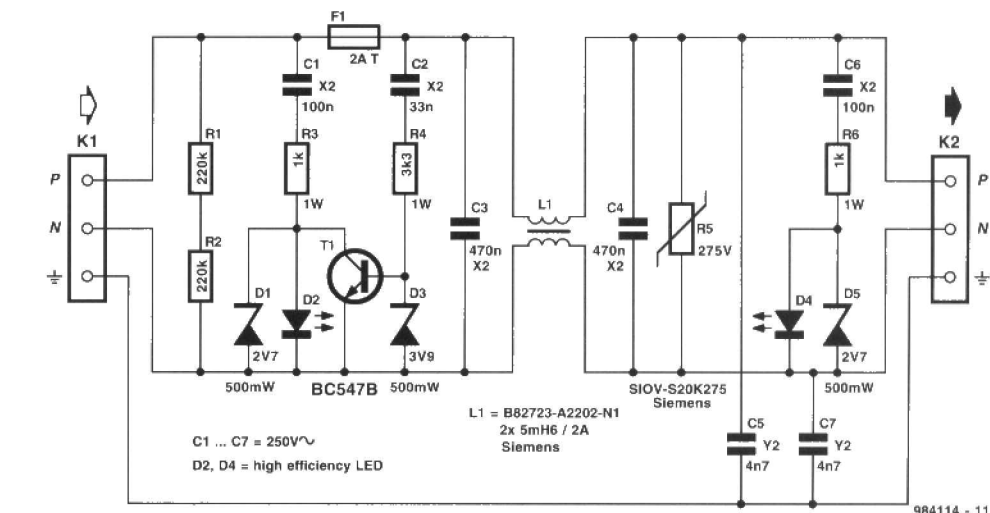 F1
2A T
C1
X2
100n
C2
X2
33n
C6
X2
100n
K1
R1
220k
R3
1k
1W
R4
3k3
1W
R6
1k
1W
K2
P
N
P
N
R2
220k
T1
C3
470n
X2
L1
C4
470n
X2
R5
275V
D1
2V7
500mW
D2
BC547B
D3
3V9
500mW
D4
D5
2V7
500mW
SIOV-S20K275
Siemens
L1 = B82723-A2202-N1
2x 5mH6 / 2A
Siemens
C5
Y2
4n7
C7
Y2
4n7
C1 ... C7 = 250V~
D2, D4 = high efficiency LED
984114 - 11